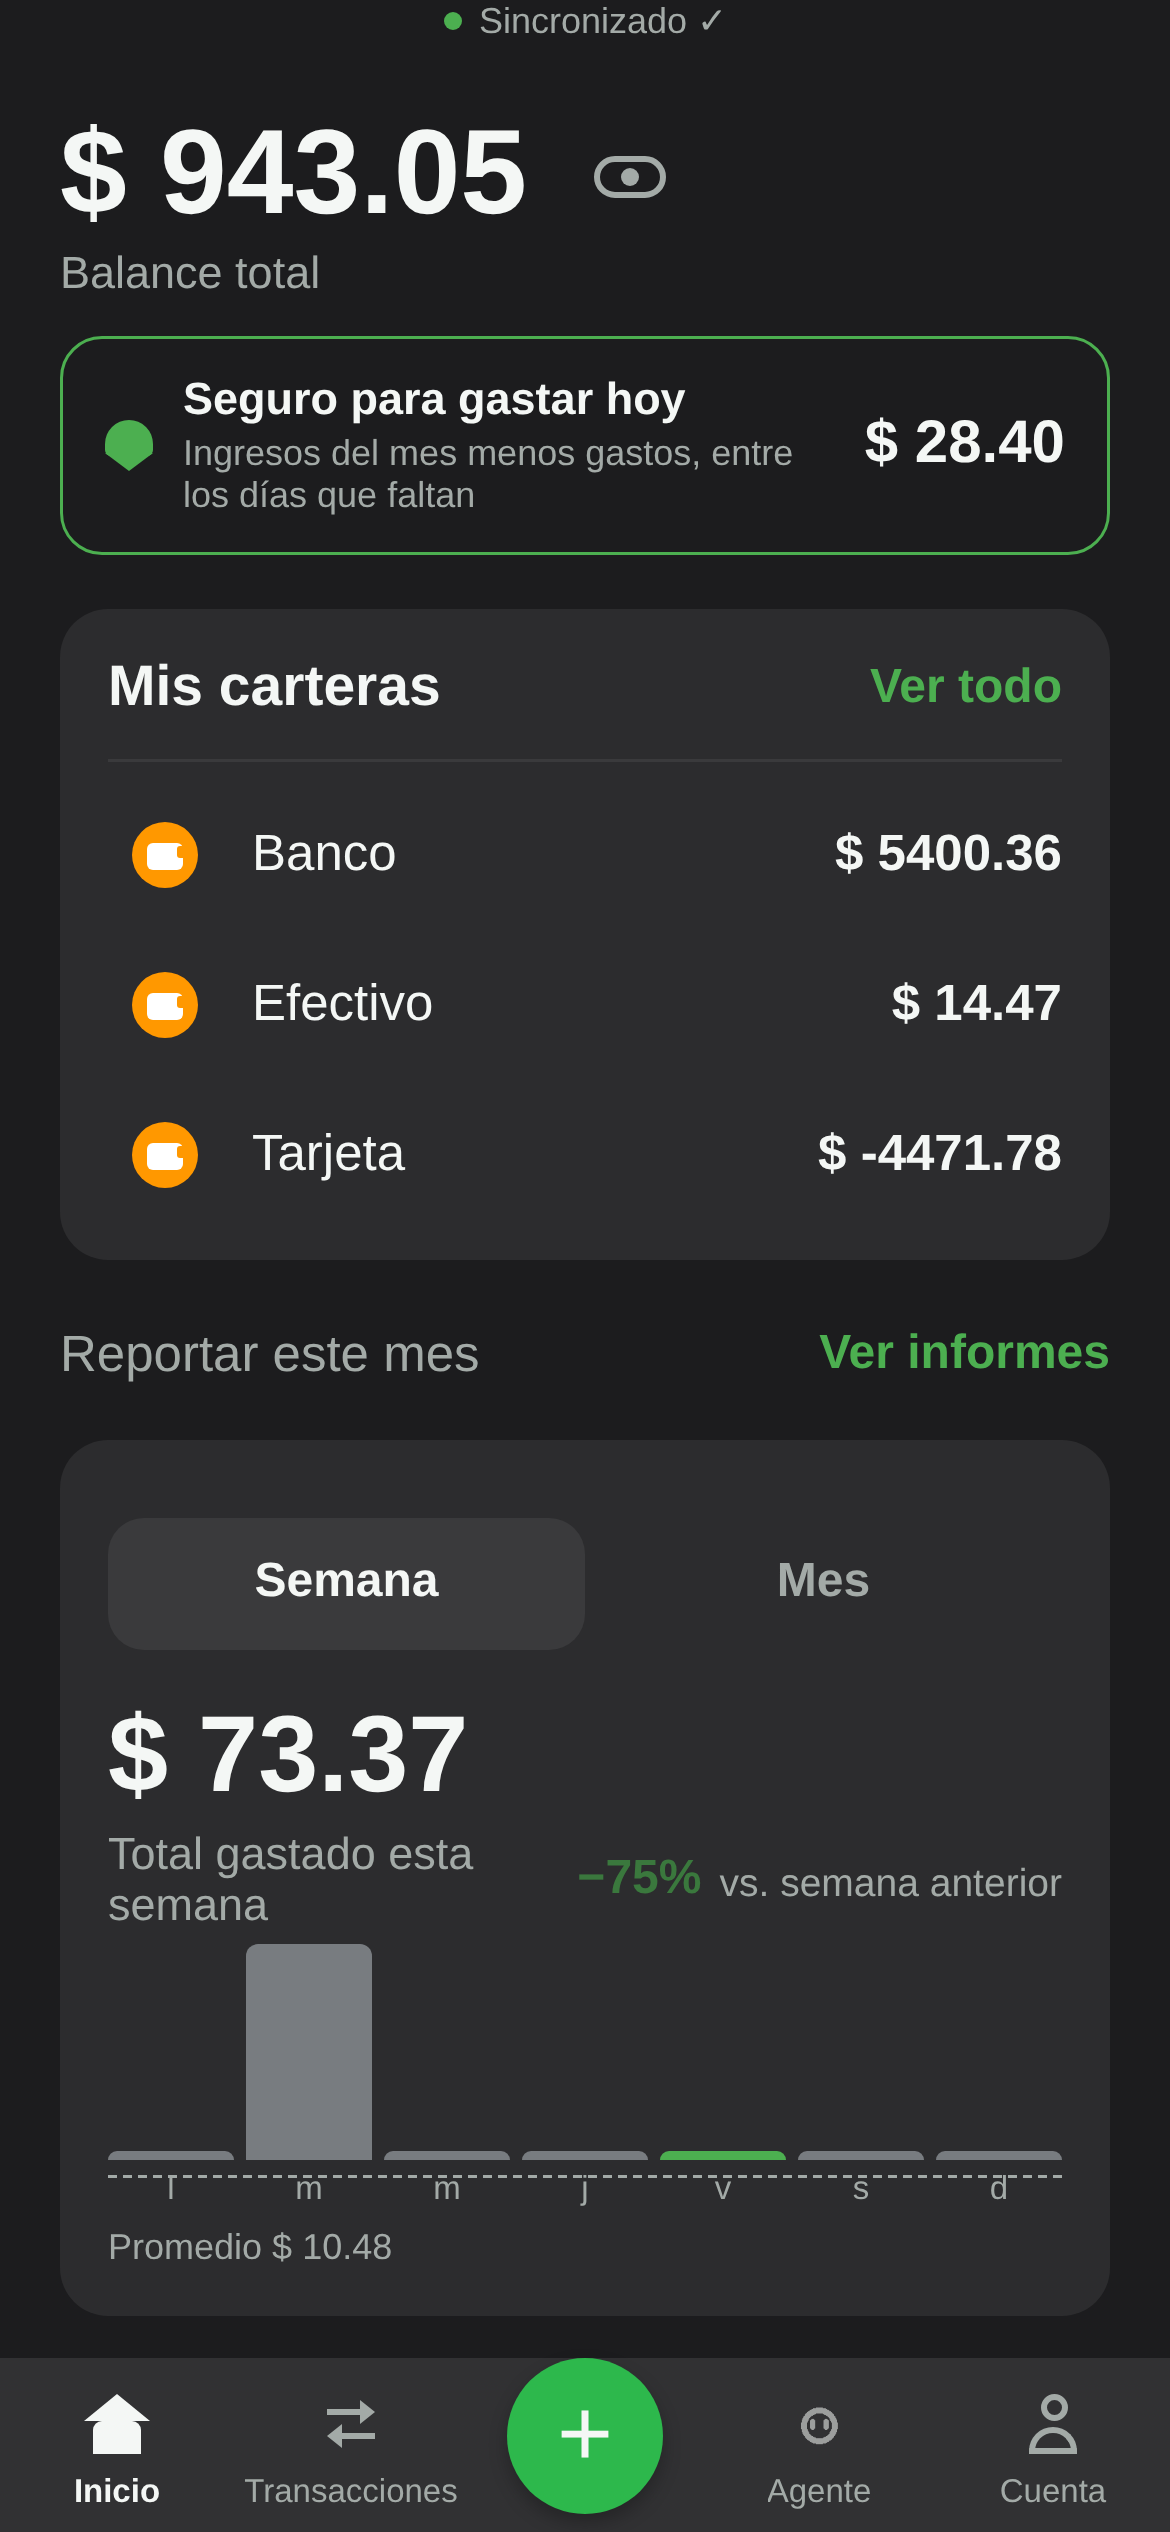 Sincronizado ✓
$ 943.05
Balance total
Seguro para gastar hoy
Ingresos del mes menos gastos, entre
los días que faltan
$ 28.40
Mis carteras
Ver todo
Banco
$ 5400.36
Efectivo
$ 14.47
Tarjeta
$ -4471.78
Reportar este mes
Ver informes
Semana
Mes
$ 73.37
Total gastado esta
semana
−75% vs. semana anterior
l m m j v s d
Promedio $ 10.48
Inicio
Transacciones
+
Agente
Cuenta